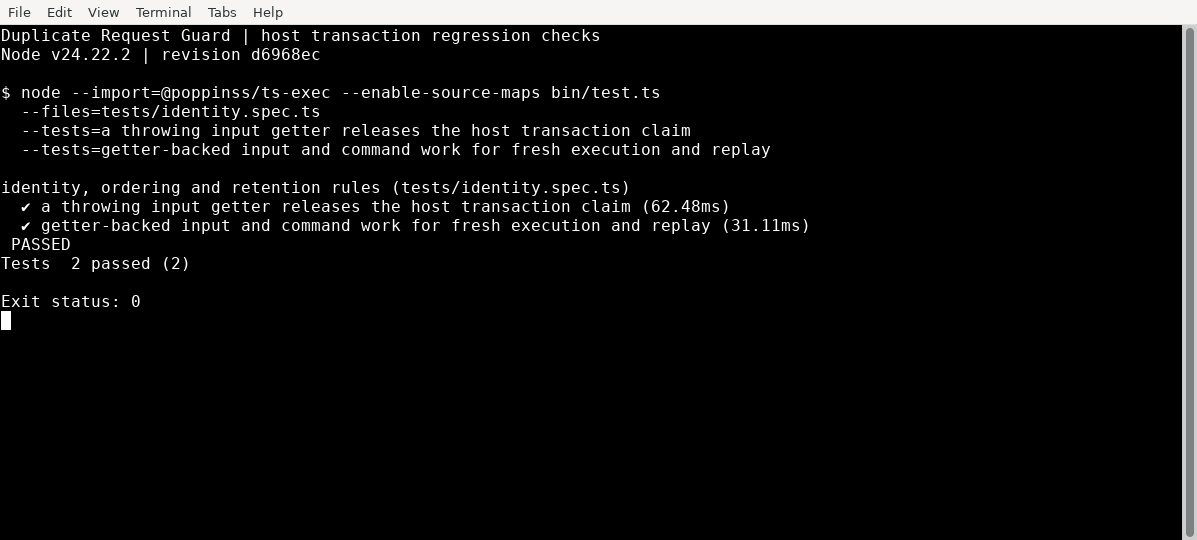 File Edit View Terminal Tabs Help
Duplicate Request Guard | host transaction regression checks
Node v24.22.2 | revision d6968ec
$ node --import=@poppinss/ts-exec --enable-source-maps bin/test.ts
--files=tests/identity.spec.ts
--tests=a throwing input getter releases the host transaction claim
--tests=getter-backed input and command work for fresh execution and replay
identity, ordering and retention rules (tests/identity.spec.ts)
✔ a throwing input getter releases the host transaction claim (62.48ms)
✔ getter-backed input and command work for fresh execution and replay (31.11ms)
PASSED
Tests  2 passed (2)
Exit status: 0